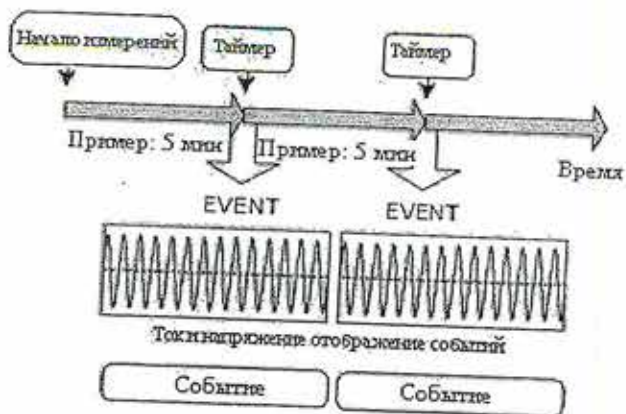 Начало измерений
Таймер
Таймер
Пример: 5 мин
Пример: 5 мин
Время
EVENT
EVENT
Ток и напряжение отображение событий
Событие
Событие